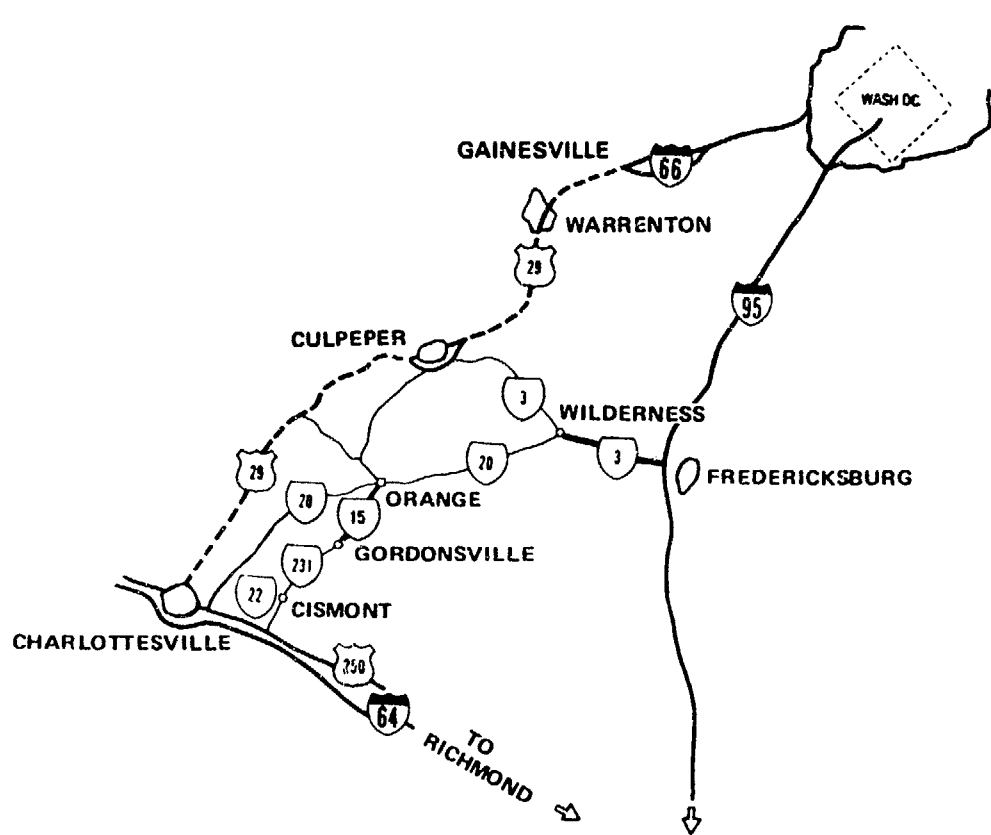 WASH DC.
GAINESVILLE
66
WARRENTON
29
95
CULPEPER
3
WILDERNESS
3
20
29
FREDERICKSBURG
20
ORANGE
15
GORDONSVILLE
231
22
CISMONT
CHARLOTTESVILLE
250
64
TO
RICHMOND